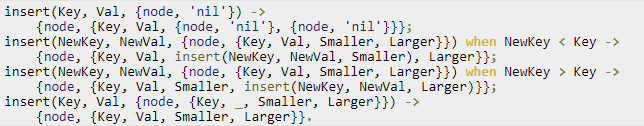 insert(Key, Val, {node, 'nil'}) ->
    {node, {Key, Val, {node, 'nil'}, {node, 'nil'}}};
insert(NewKey, NewVal, {node, {Key, Val, Smaller, Larger}}) when NewKey < Key ->
    {node, {Key, Val, insert(NewKey, NewVal, Smaller), Larger}};
insert(NewKey, NewVal, {node, {Key, Val, Smaller, Larger}}) when NewKey > Key ->
    {node, {Key, Val, Smaller, insert(NewKey, NewVal, Larger)}};
insert(Key, Val, {node, {Key, _, Smaller, Larger}}) ->
    {node, {Key, Val, Smaller, Larger}}.